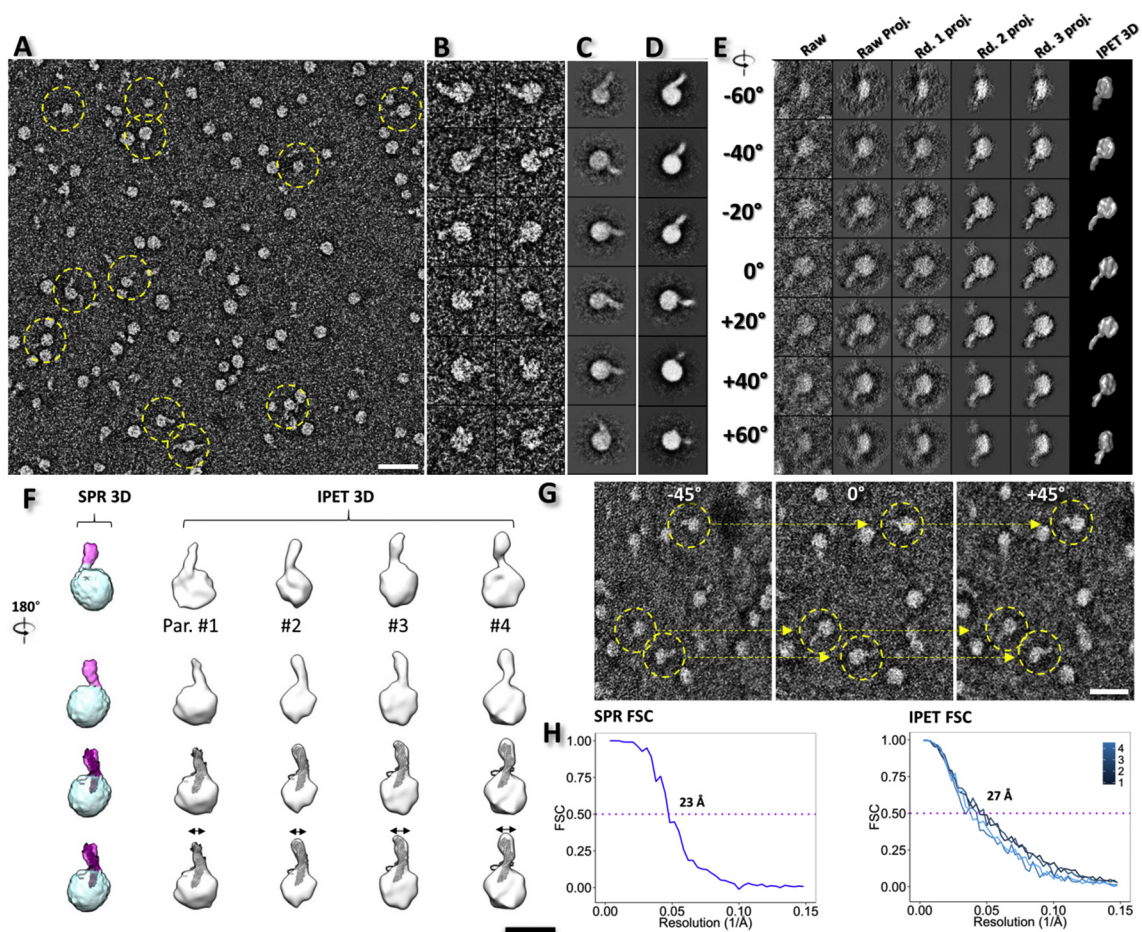 A
B
C
D
E
Raw
Raw Proj.
Rd. 1 proj.
Rd. 2 proj.
Rd. 3 proj.
IPET 3D
-60°
-40°
-20°
0°
+20°
+40°
+60°
F
SPR 3D
IPET 3D
180°
Par. #1
#2
#3
#4
G
-45°
0°
+45°
H
SPR FSC
1.00
0.75
0.50
0.25
0.00
FSC
23 Å
0.00
0.05
0.10
0.15
Resolution (1/Å)
IPET FSC
1.00
0.75
0.50
0.25
0.00
FSC
27 Å
4
3
2
1
0.00
0.05
0.10
0.15
Resolution (1/Å)